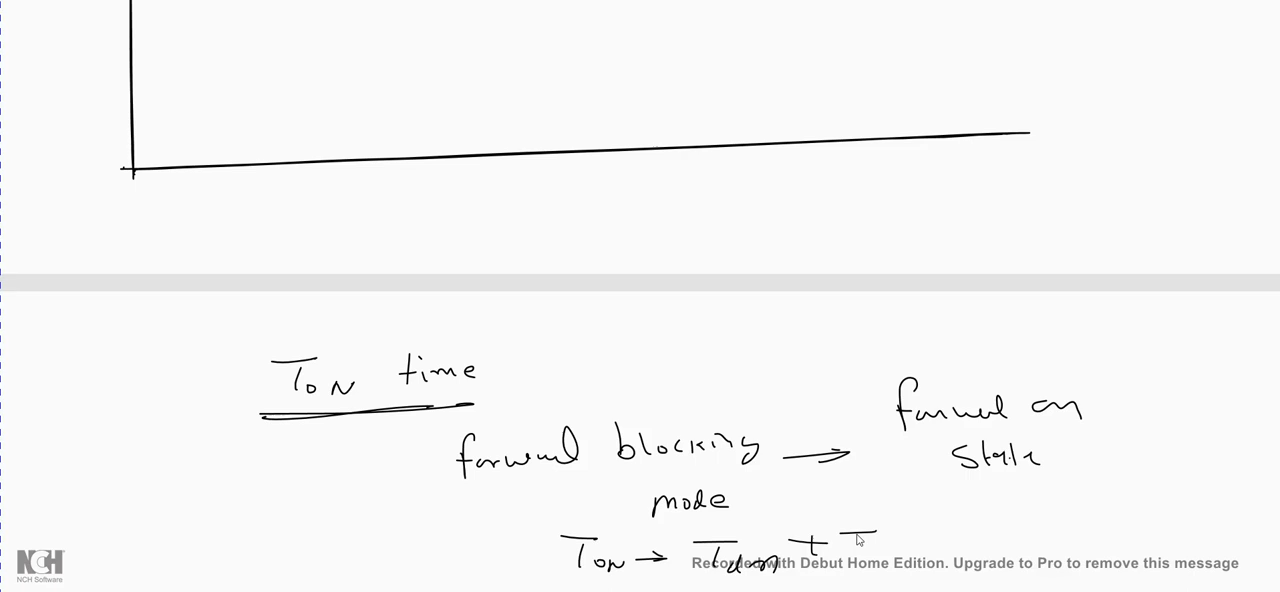 TON time
forward blocking → forward on
mode state
TON → Tdon + T
Recorded with Debut Home Edition. Upgrade to Pro to remove this message
NCH
NCH Software